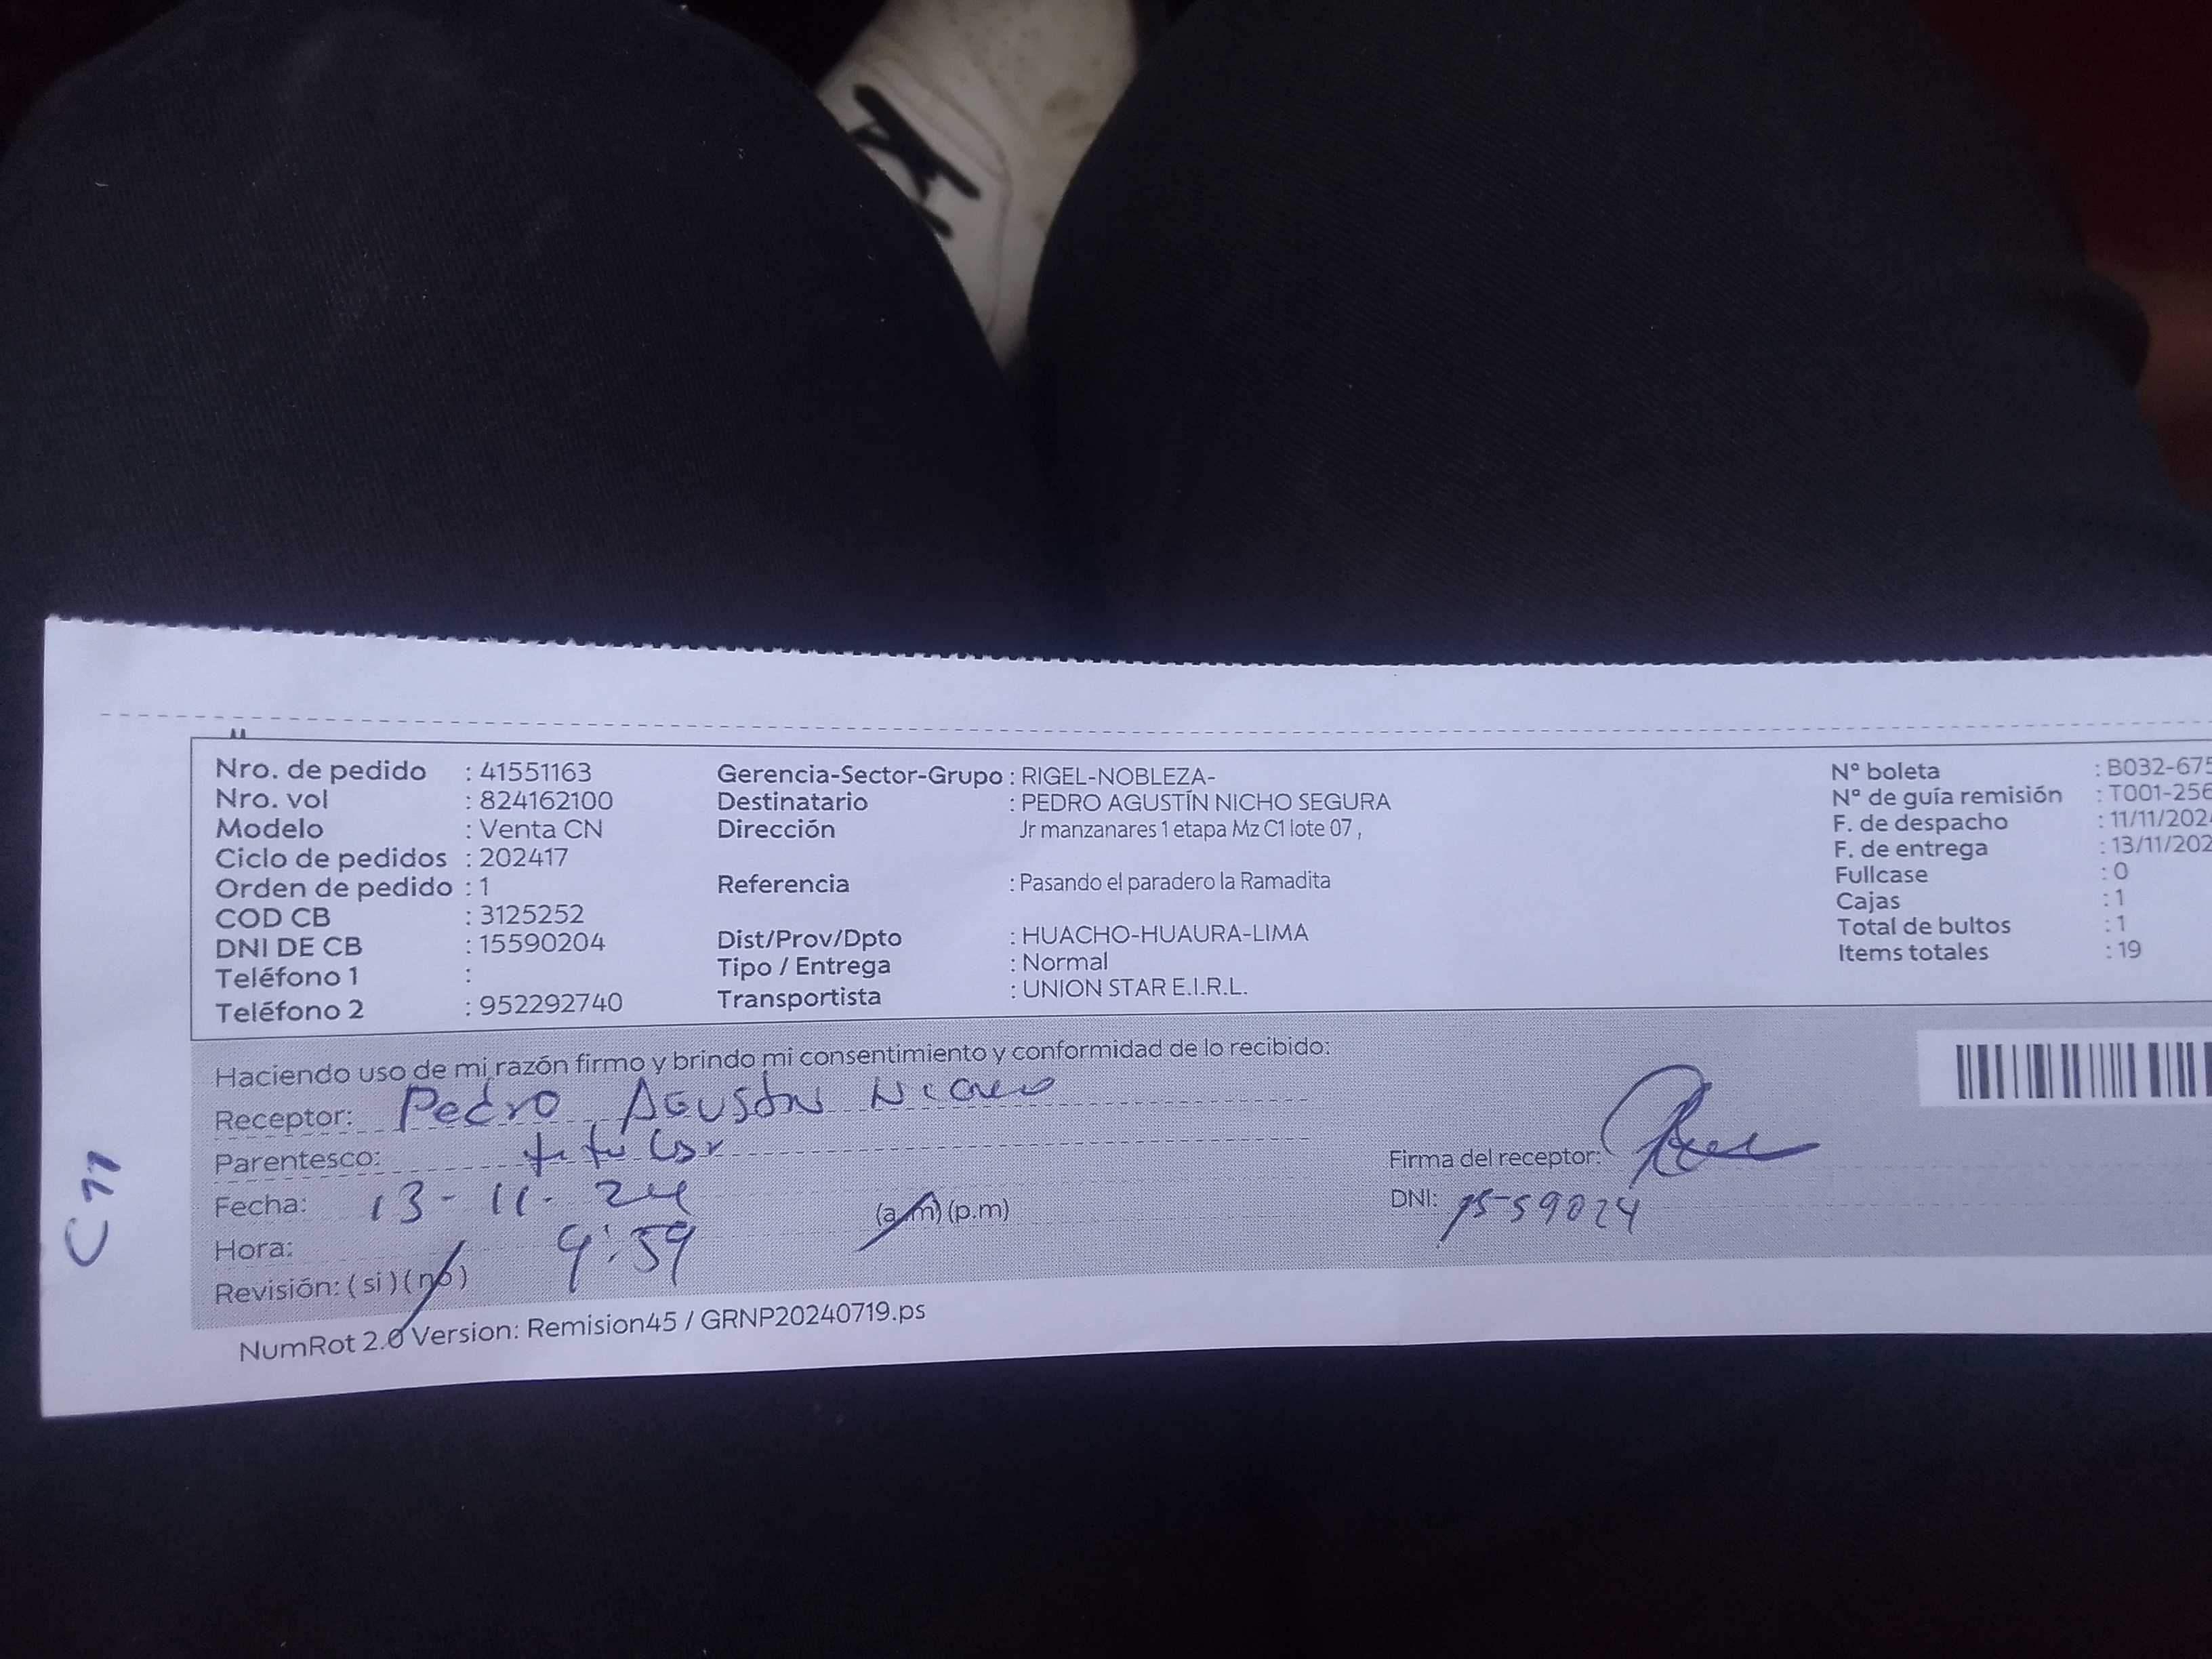 Nro. de pedido : 41551163
Nro. vol : 824162100
Modelo : Venta CN
Ciclo de pedidos : 202417
Orden de pedido : 1
COD CB : 3125252
DNI DE CB : 15590204
Teléfono 1 :
Teléfono 2 : 952292740
Gerencia-Sector-Grupo : RIGEL-NOBLEZA-
Destinatario : PEDRO AGUSTÍN NICHO SEGURA
Dirección Jr manzanares 1 etapa Mz C1 lote 07 ,
Referencia : Pasando el paradero la Ramadita
Dist/Prov/Dpto : HUACHO-HUAURA-LIMA
Tipo / Entrega : Normal
Transportista : UNION STAR E.I.R.L.
N° boleta : B032-675
N° de guía remisión : T001-256
F. de despacho : 11/11/202
F. de entrega : 13/11/202
Fullcase : 0
Cajas : 1
Total de bultos : 1
Items totales : 19
Haciendo uso de mi razón firmo y brindo mi consentimiento y conformidad de lo recibido:
Receptor: Pedro Agustin Nicho
Parentesco: titular
Fecha: 13-11-24
Hora: 9:59 (a.m) (p.m)
Revisión: (si) (no)
Firma del receptor:
DNI: 15-59024
NumRot 2.0 Version: Remision45 / GRNP20240719.ps
C11